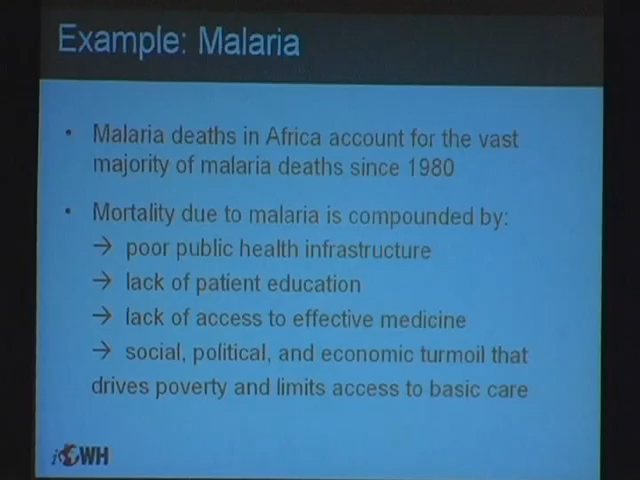 Example: Malaria
• Malaria deaths in Africa account for the vast
majority of malaria deaths since 1980
• Mortality due to malaria is compounded by:
→ poor public health infrastructure
→ lack of patient education
→ lack of access to effective medicine
→ social, political, and economic turmoil that
drives poverty and limits access to basic care
iOWH